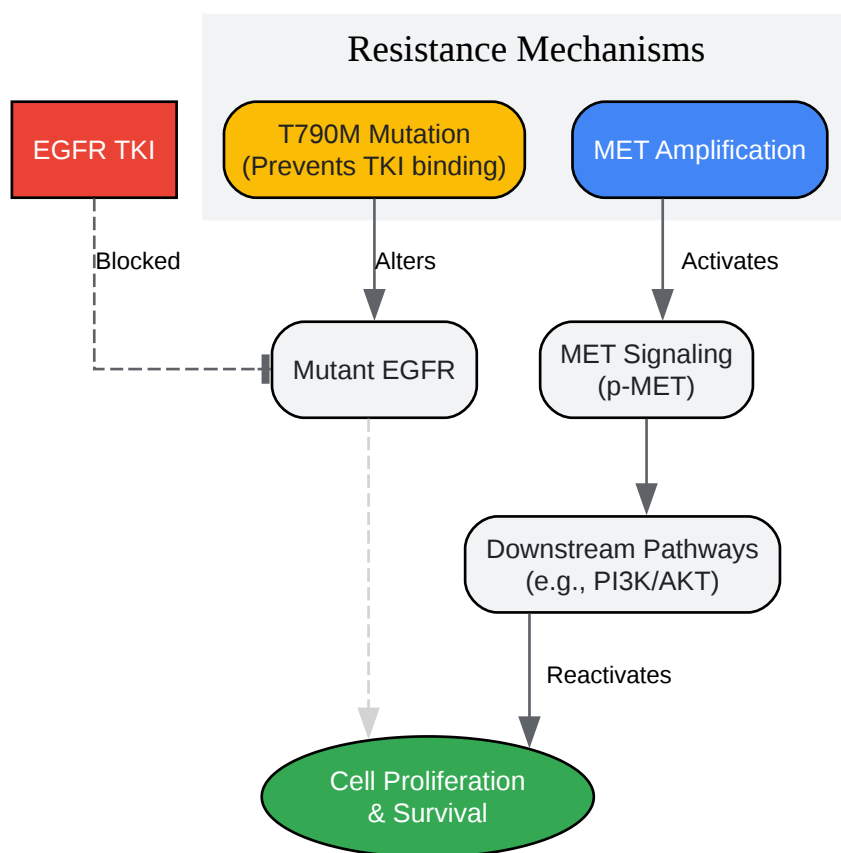 Resistance Mechanisms
EGFR TKI
T790M Mutation
(Prevents TKI binding)
MET Amplification
Blocked
Alters
Activates
Mutant EGFR
MET Signaling
(p-MET)
Downstream Pathways
(e.g., PI3K/AKT)
Reactivates
Cell Proliferation
& Survival